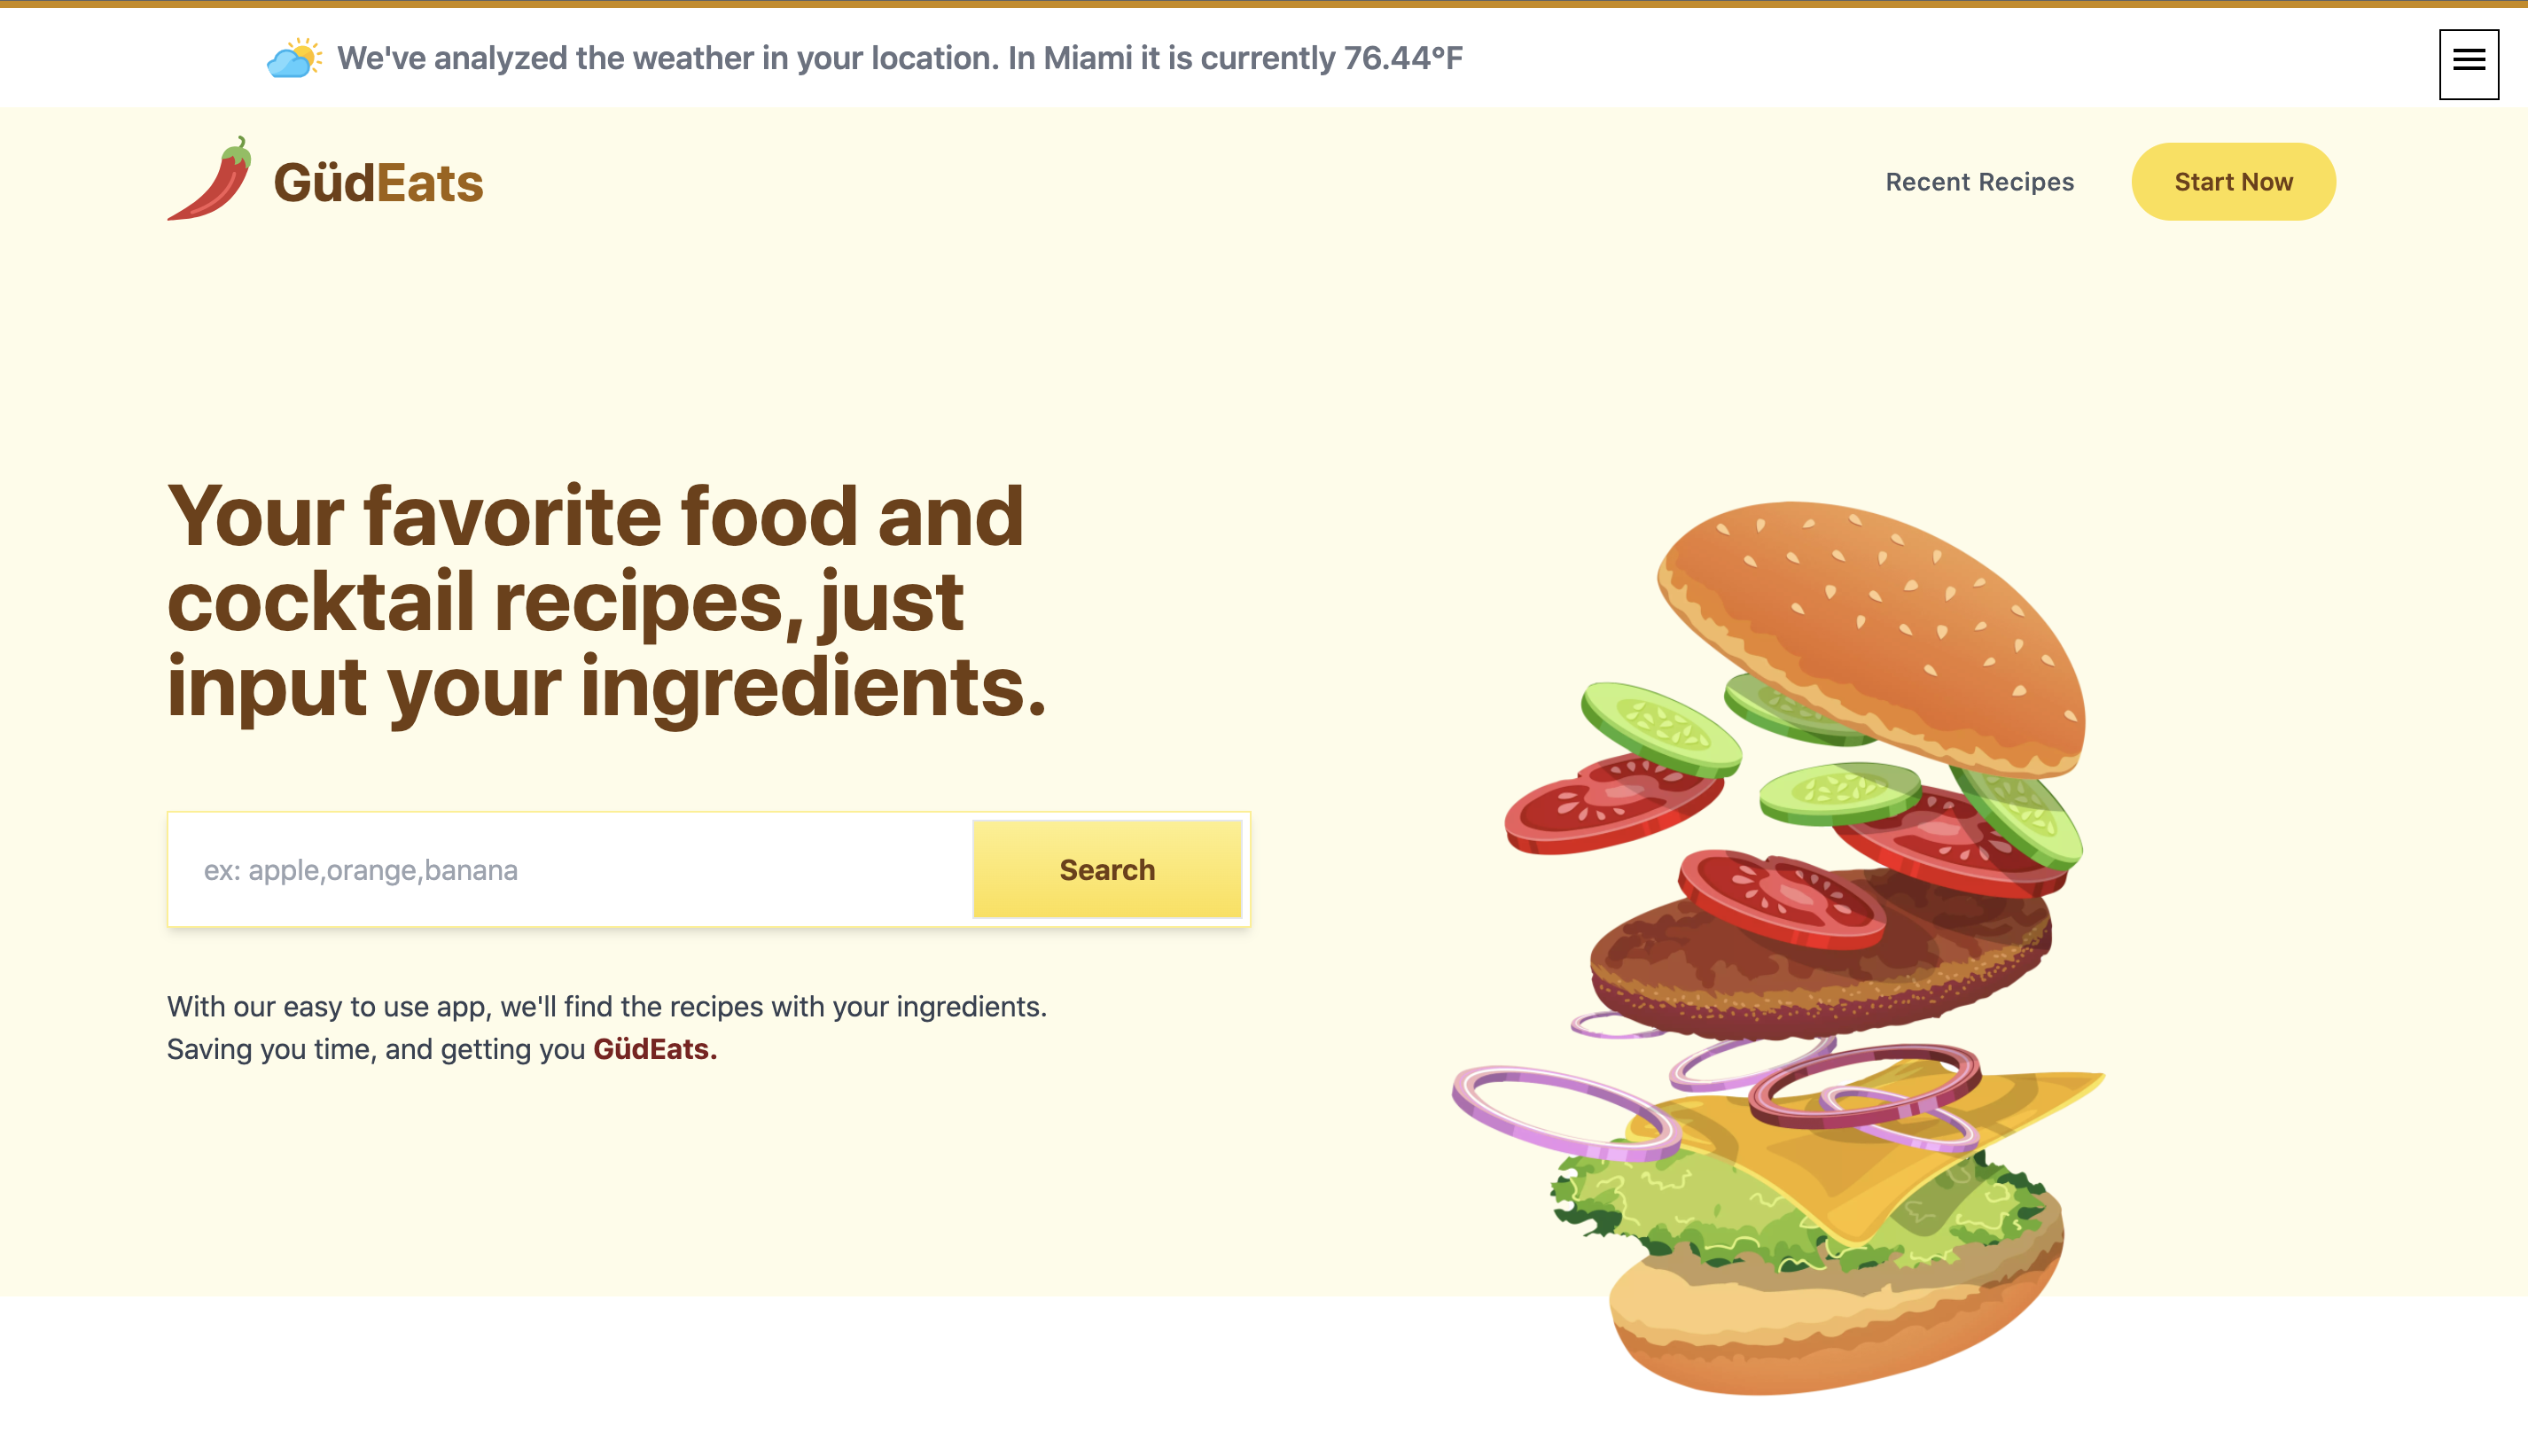 We've analyzed the weather in your location. In Miami it is currently 76.44°F
GüdEats
Recent Recipes
Start Now
Your favorite food and
cocktail recipes, just
input your ingredients.
ex: apple,orange,banana
Search
With our easy to use app, we'll find the recipes with your ingredients.
Saving you time, and getting you GüdEats.